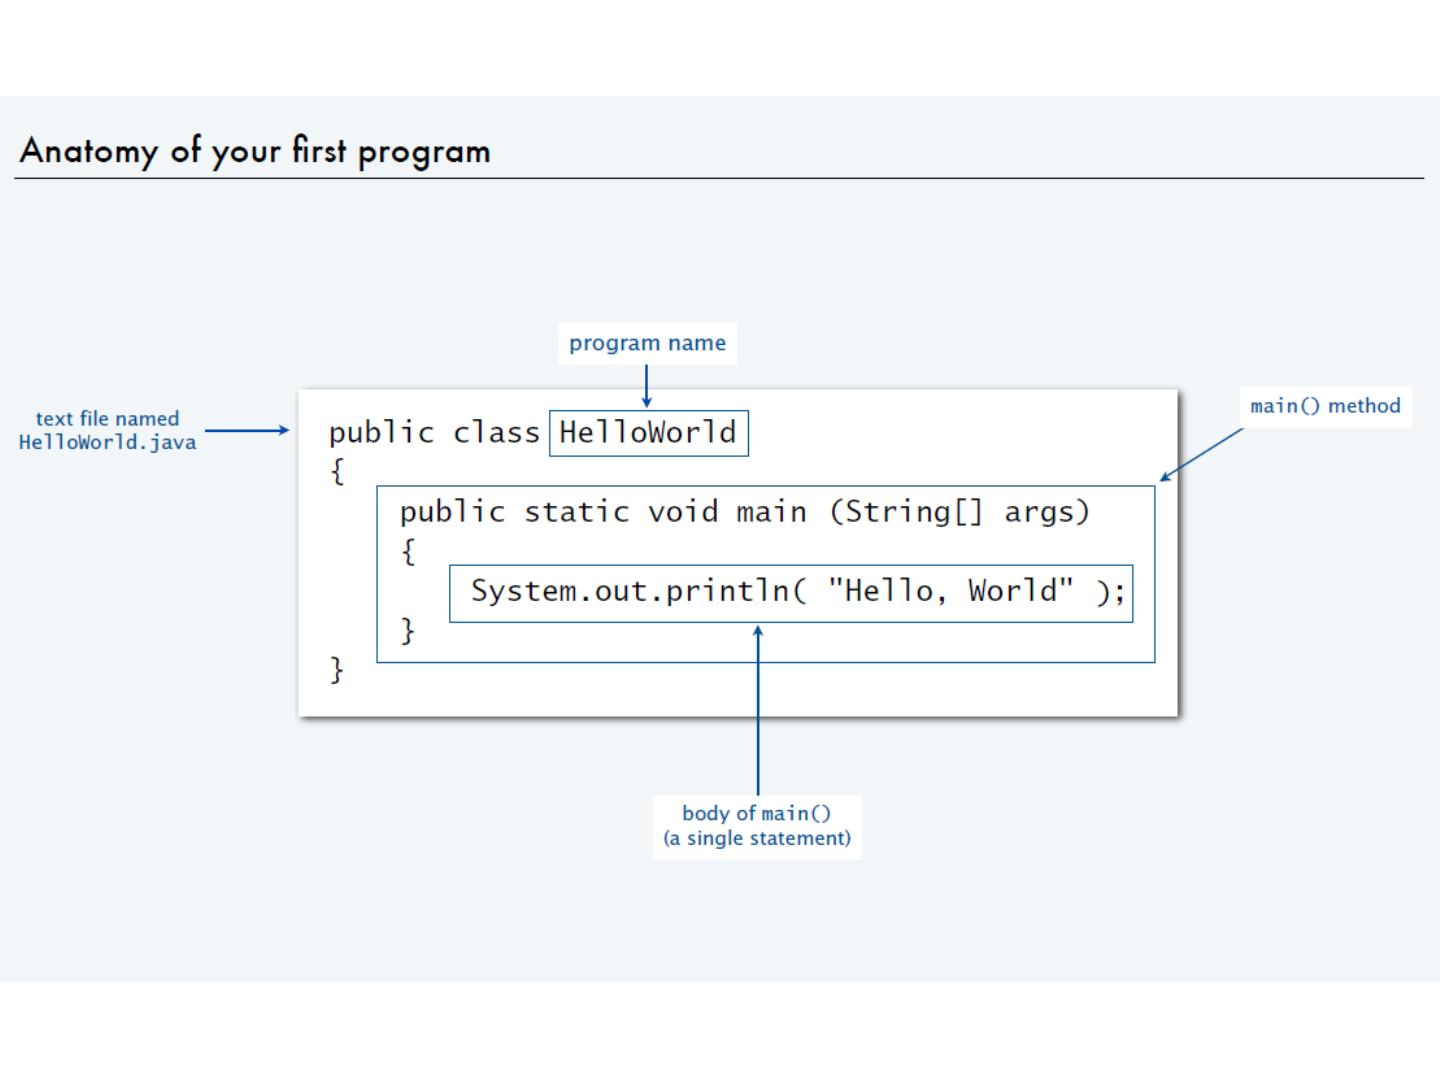 Anatomy of your first program
program name
text file named
HelloWorld.java
main() method
public class HelloWorld
{
public static void main (String[] args)
{
System.out.println( "Hello, World" );
}
}
body of main()
(a single statement)